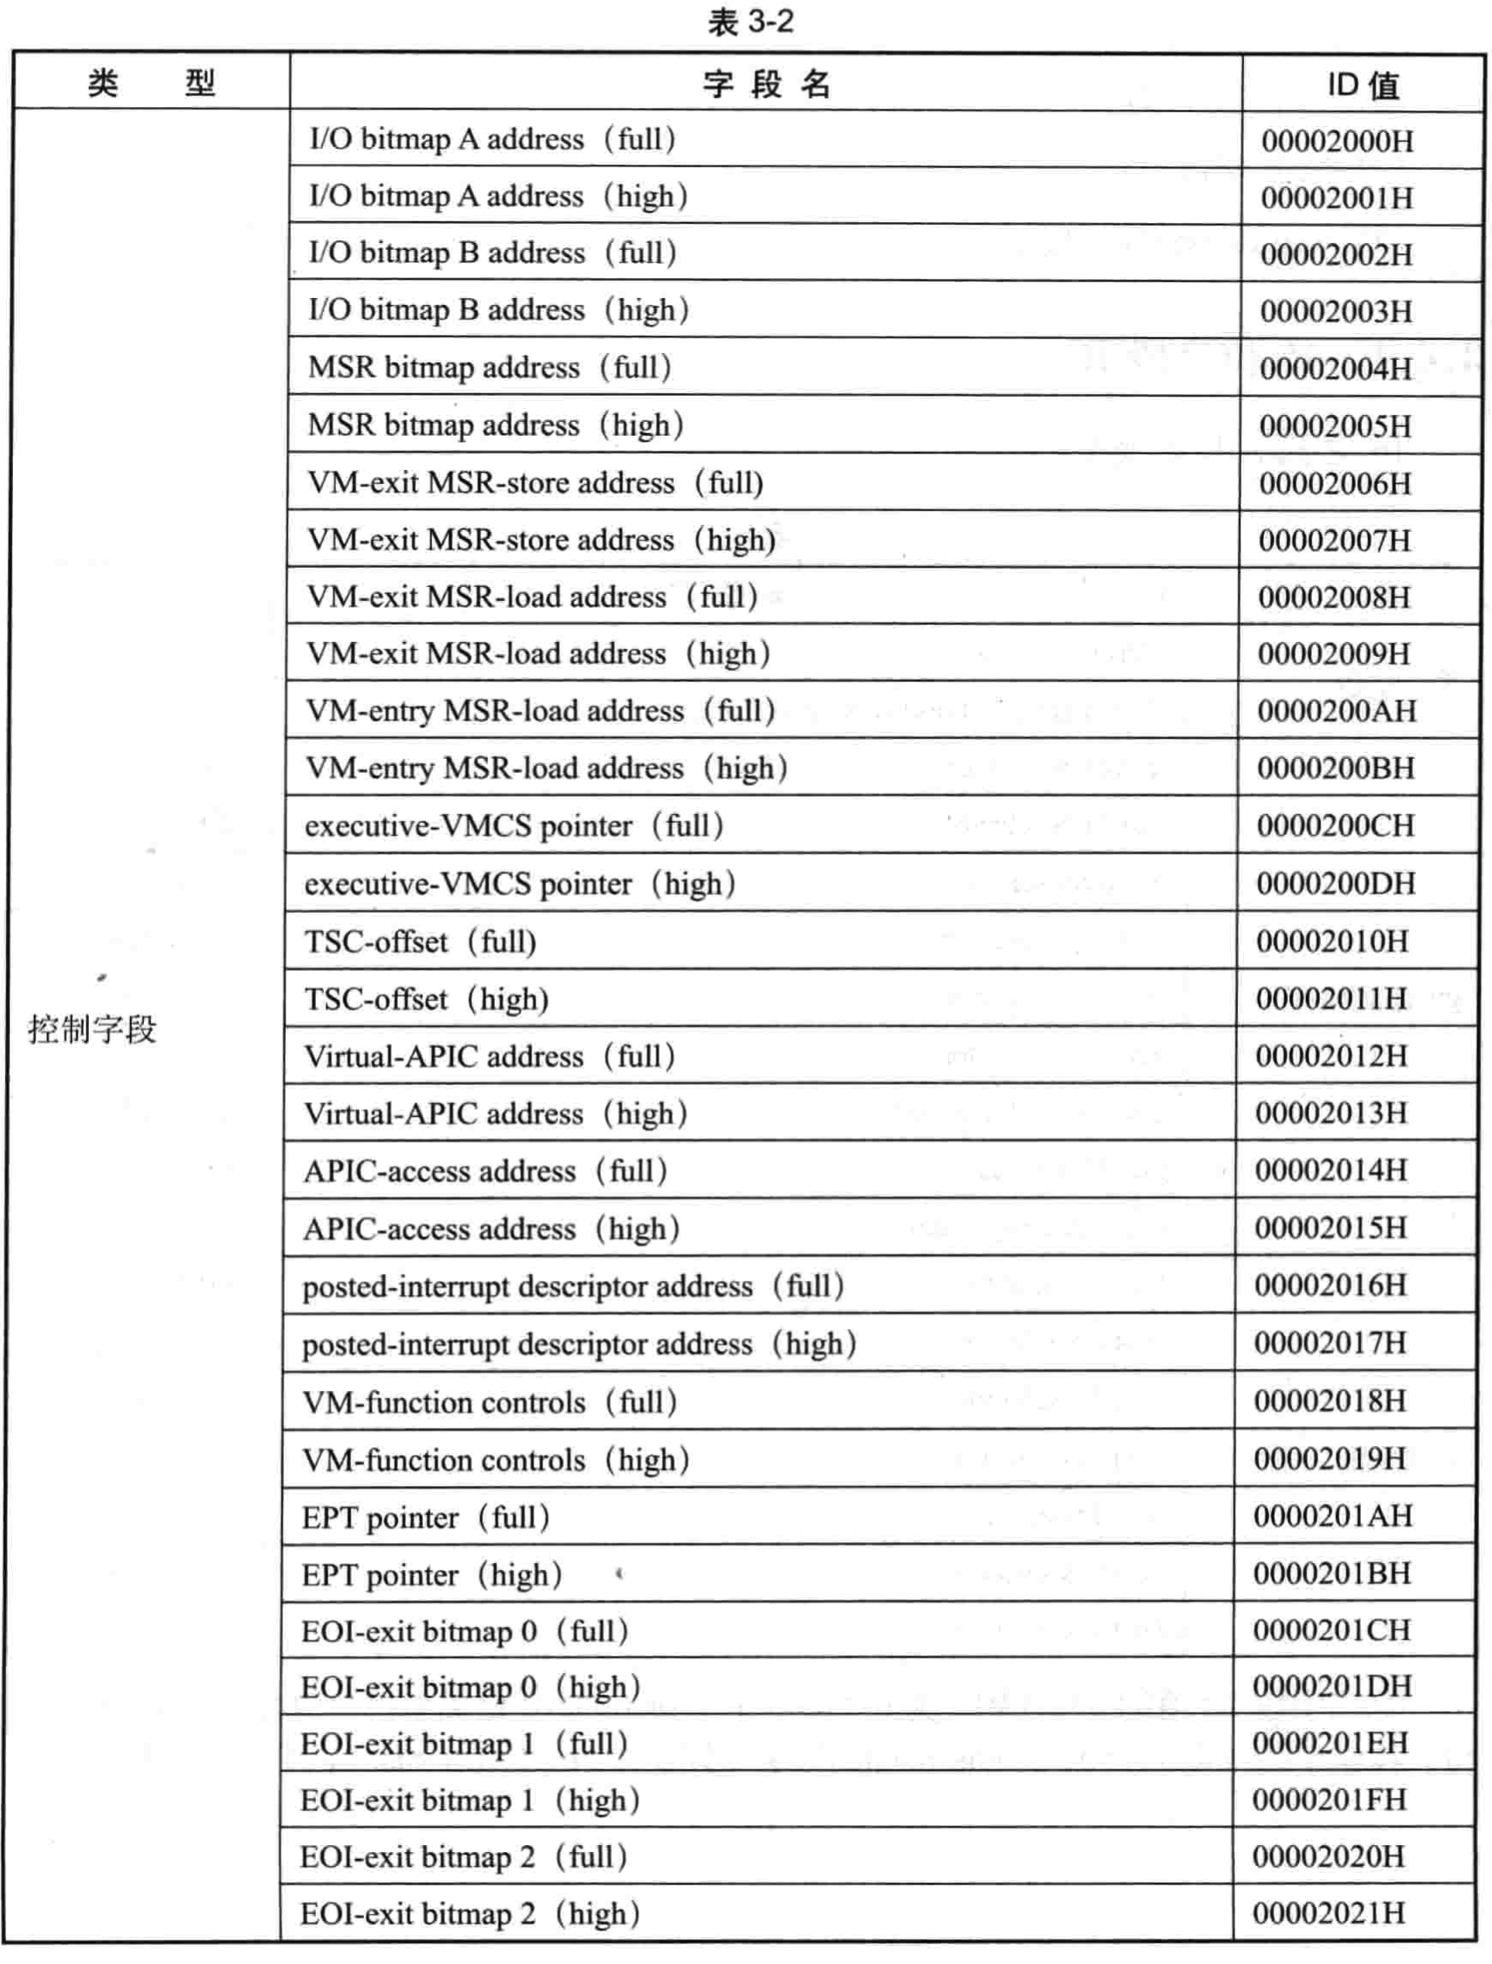 表 3-2
类 型 字 段 名 ID 值
I/O bitmap A address（full） 00002000H
I/O bitmap A address（high） 00002001H
I/O bitmap B address（full） 00002002H
I/O bitmap B address（high） 00002003H
MSR bitmap address（full） 00002004H
MSR bitmap address（high） 00002005H
VM-exit MSR-store address（full） 00002006H
VM-exit MSR-store address（high） 00002007H
VM-exit MSR-load address（full） 00002008H
VM-exit MSR-load address（high） 00002009H
VM-entry MSR-load address（full） 0000200AH
VM-entry MSR-load address（high） 0000200BH
executive-VMCS pointer（full） 0000200CH
executive-VMCS pointer（high） 0000200DH
TSC-offset（full） 00002010H
TSC-offset（high） 00002011H
控制字段
Virtual-APIC address（full） 00002012H
Virtual-APIC address（high） 00002013H
APIC-access address（full） 00002014H
APIC-access address（high） 00002015H
posted-interrupt descriptor address（full） 00002016H
posted-interrupt descriptor address（high） 00002017H
VM-function controls（full） 00002018H
VM-function controls（high） 00002019H
EPT pointer（full） 0000201AH
EPT pointer（high） 0000201BH
EOI-exit bitmap 0（full） 0000201CH
EOI-exit bitmap 0（high） 0000201DH
EOI-exit bitmap 1（full） 0000201EH
EOI-exit bitmap 1（high） 0000201FH
EOI-exit bitmap 2（full） 00002020H
EOI-exit bitmap 2（high） 00002021H